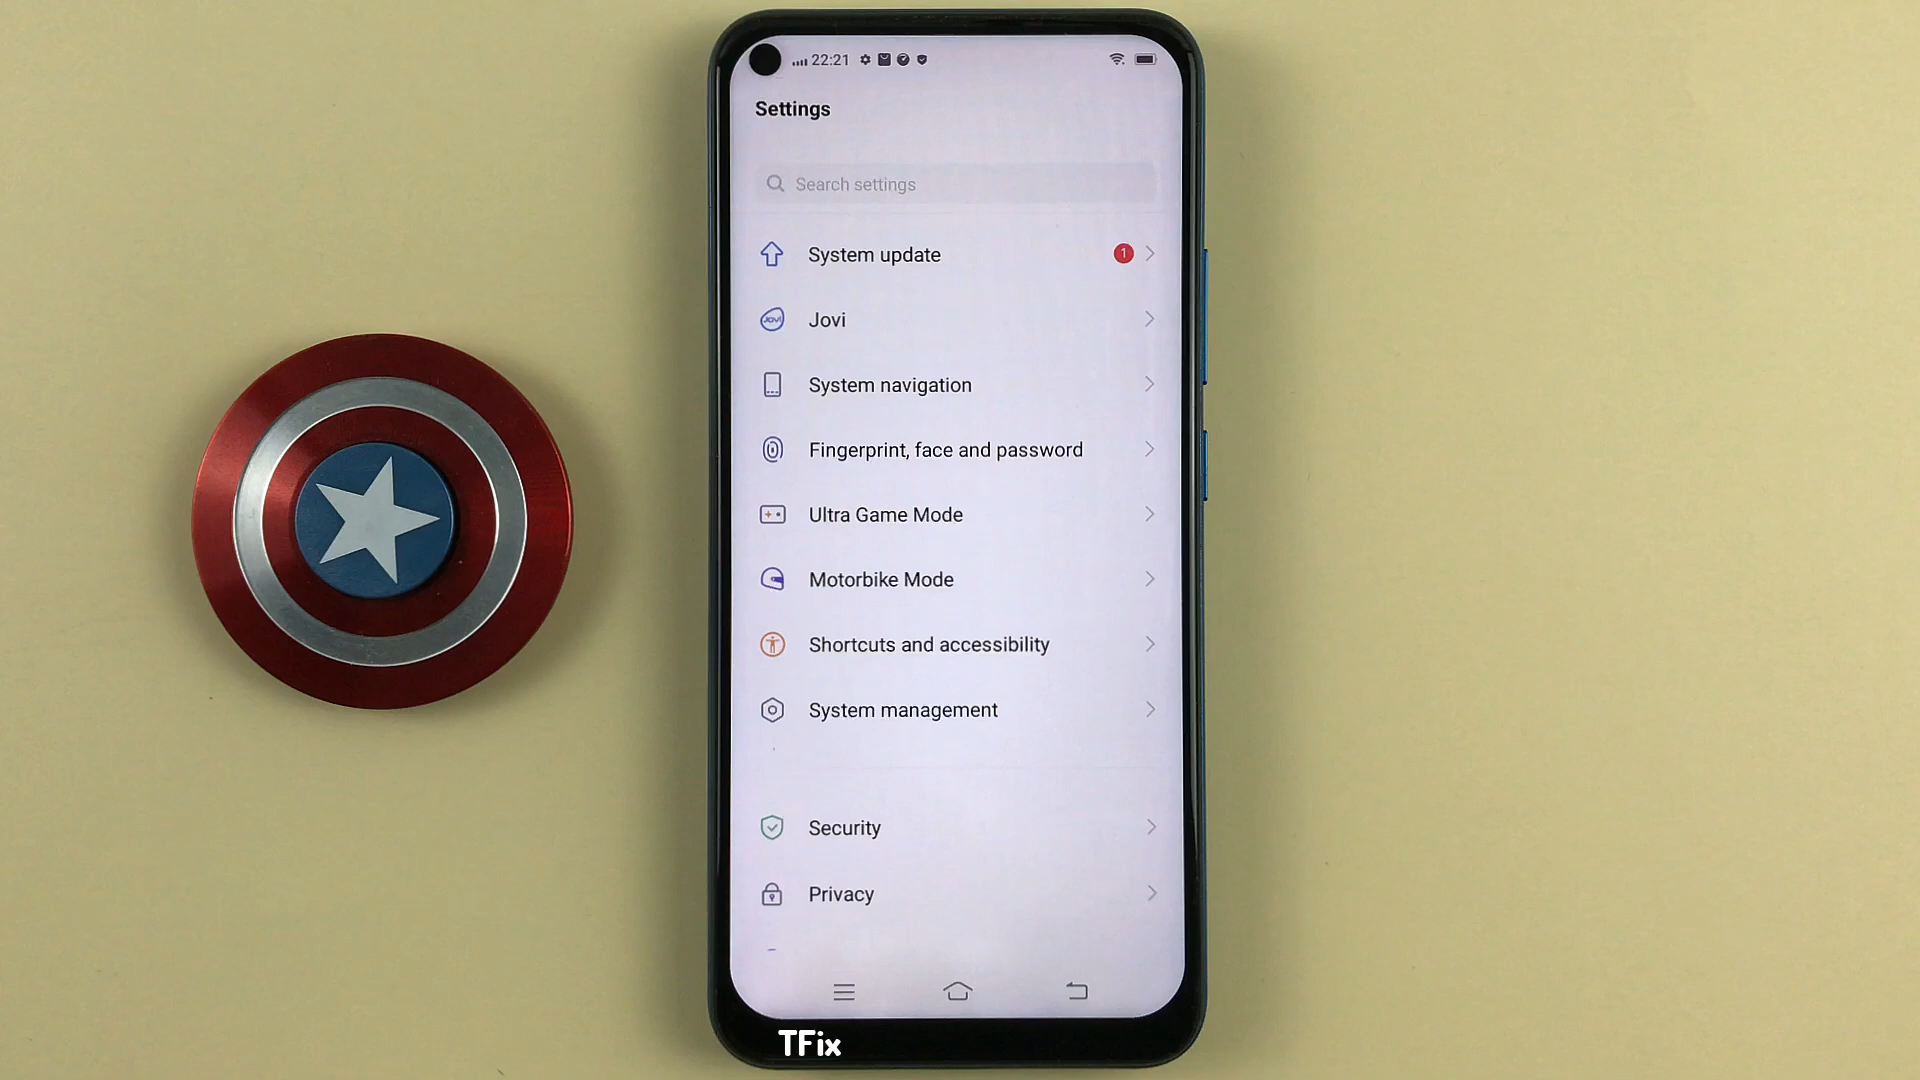 22:21
Settings
Search settings
System update 1
Jovi
System navigation
Fingerprint, face and password
Ultra Game Mode
Motorbike Mode
Shortcuts and accessibility
System management
Security
Privacy
TFix